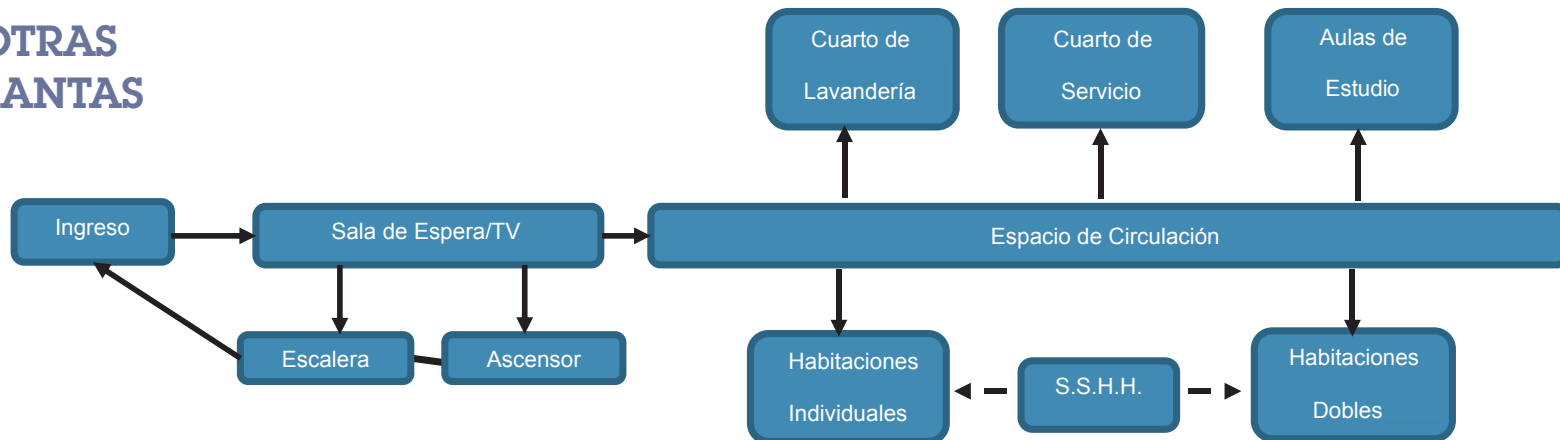 OTRAS
ANTAS
Cuarto de
Lavandería
Cuarto de
Servicio
Aulas de
Estudio
Ingreso
Sala de Espera/TV
Espacio de Circulación
Escalera
Ascensor
Habitaciones
Individuales
S.S.H.H.
Habitaciones
Dobles